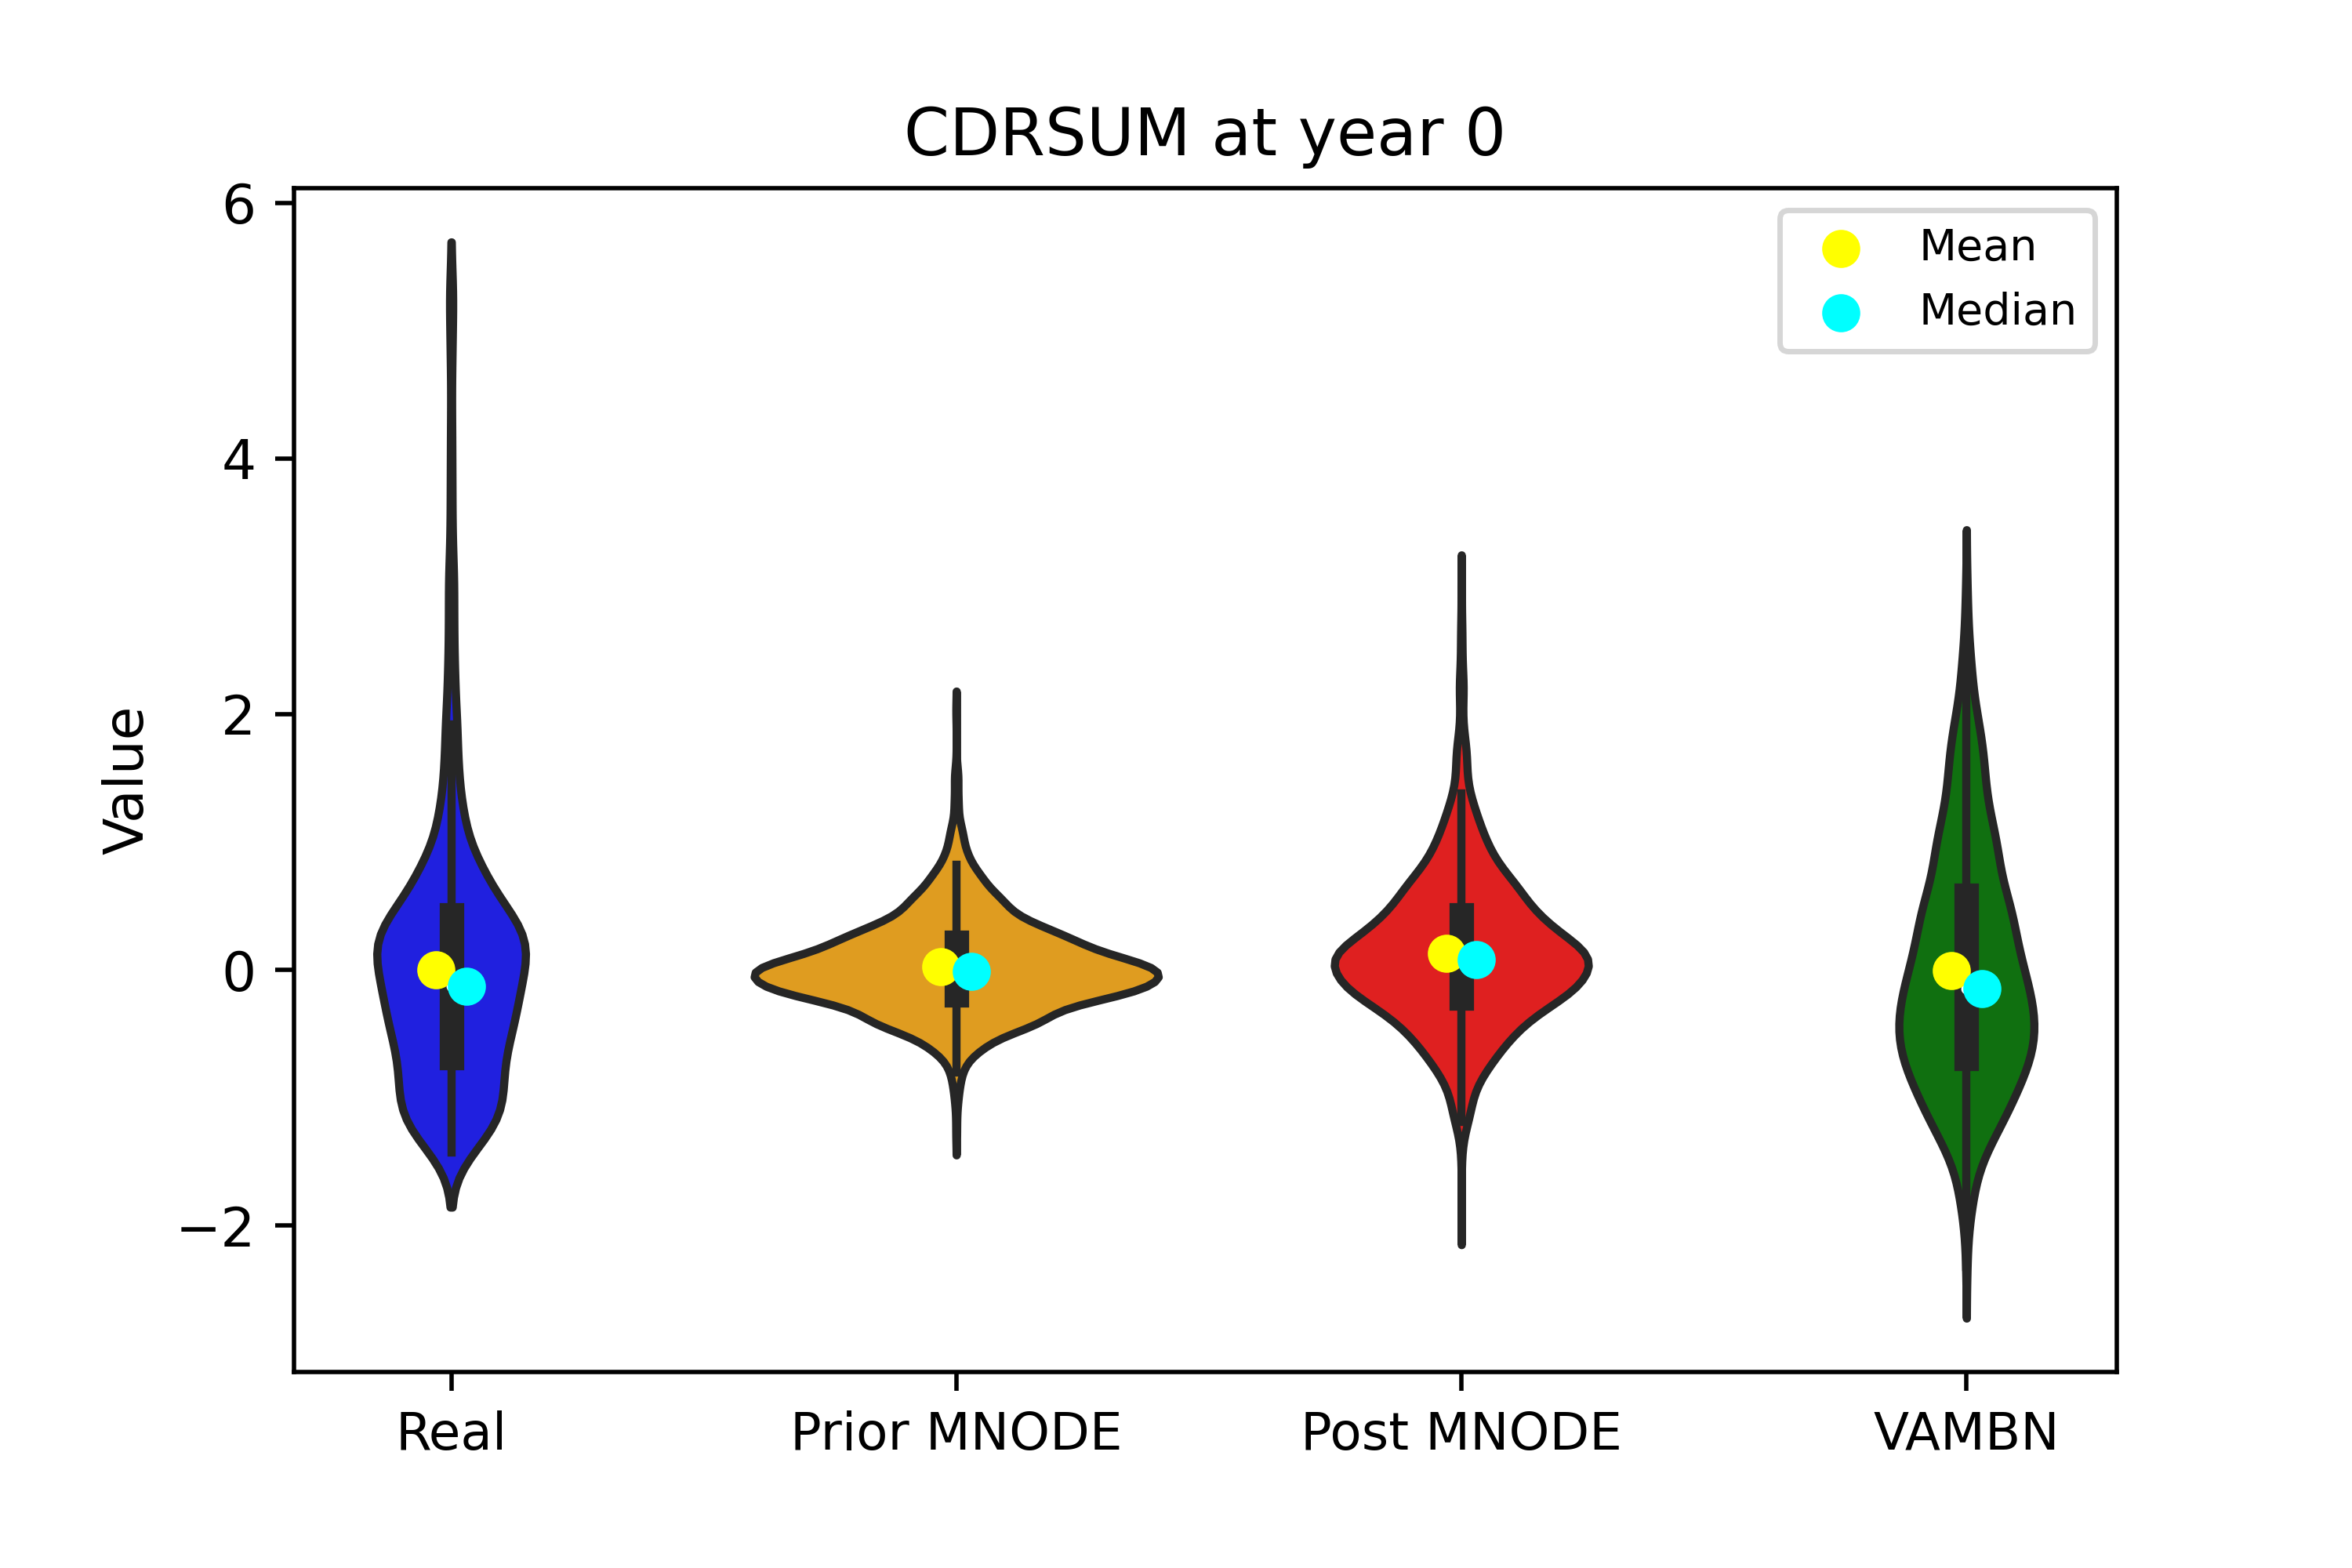 CDRSUM at year 0
6
4
2
0
−2
Value
Mean
Median
Real
Prior MNODE
Post MNODE
VAMBN